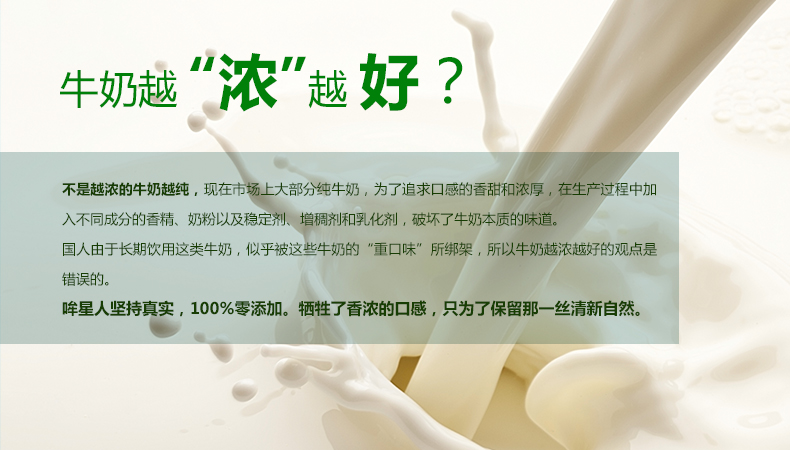 牛奶越“浓”越好？
不是越浓的牛奶越纯，现在市场上大部分纯牛奶，为了追求口感的香甜和浓厚，在生产过程中加
入不同成分的香精、奶粉以及稳定剂、增稠剂和乳化剂，破坏了牛奶本质的味道。
国人由于长期饮用这类牛奶，似乎被这些牛奶的“重口味”所绑架，所以牛奶越浓越好的观点是
错误的。
哞星人坚持真实，100%零添加。牺牲了香浓的口感，只为了保留那一丝清新自然。